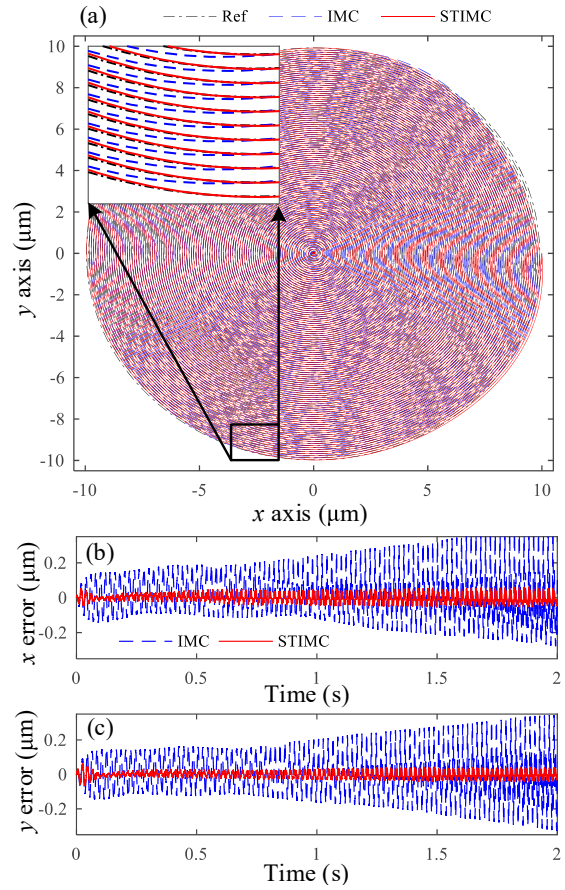 (a)
Ref IMC STIMC
10
8
6
4
2
0
-2
-4
-6
-8
-10
y axis (μm)
-10 -5 0 5 10
x axis (μm)
(b)
0.2
0
-0.2
x error (μm)
IMC STIMC
0 0.5 1 1.5 2
Time (s)
(c)
0.2
0
-0.2
y error (μm)
0 0.5 1 1.5 2
Time (s)